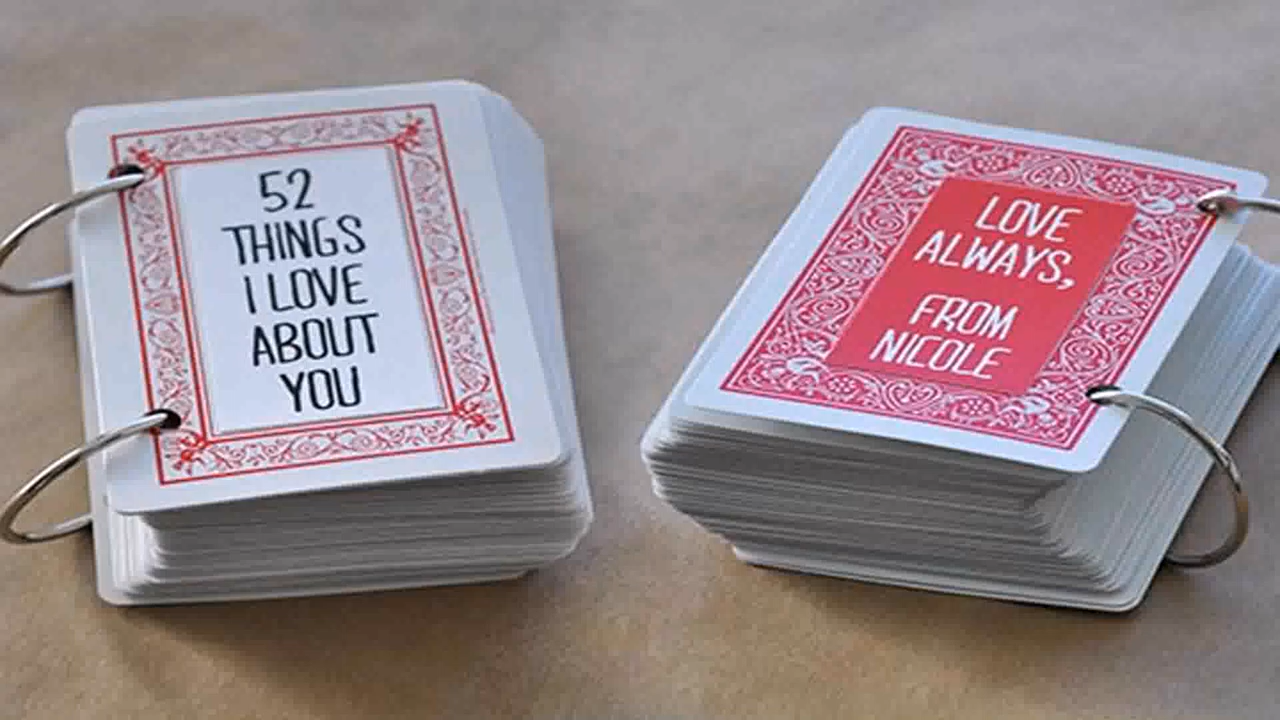 52
THINGS
i LOVE
ABOUT
YOU
LOVE
ALWAYS,
FROM
NICOLE